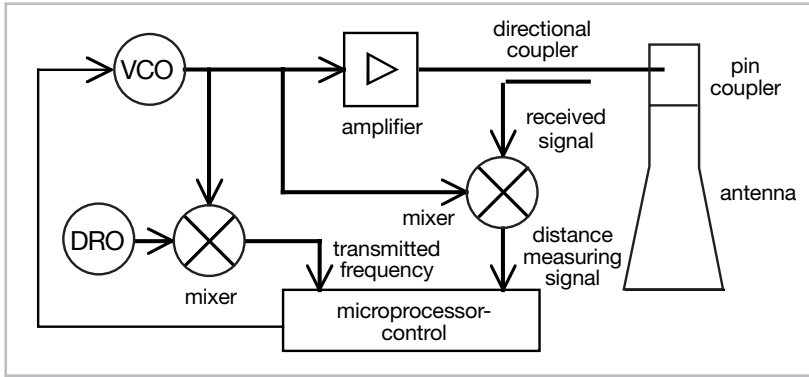 directional
coupler
VCO
amplifier
pin
coupler
received
signal
antenna
DRO
mixer
mixer
transmitted
frequency
distance
measuring
signal
microprocessor-
control